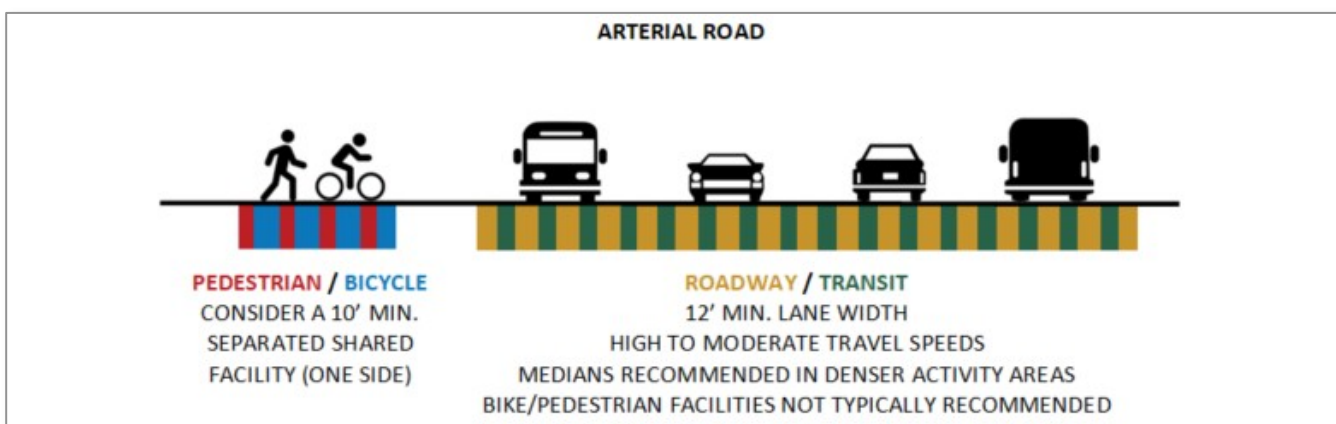 ARTERIAL ROAD
PEDESTRIAN / BICYCLE
CONSIDER A 10’ MIN.
SEPARATED SHARED
FACILITY (ONE SIDE)
ROADWAY / TRANSIT
12’ MIN. LANE WIDTH
HIGH TO MODERATE TRAVEL SPEEDS
MEDIANS RECOMMENDED IN DENSER ACTIVITY AREAS
BIKE/PEDESTRIAN FACILITIES NOT TYPICALLY RECOMMENDED